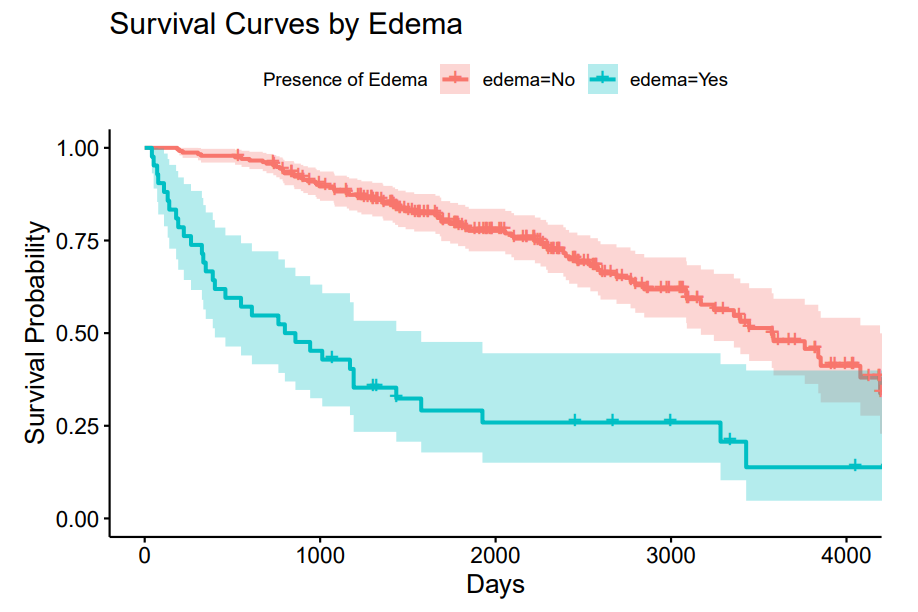 Survival Curves by Edema
Presence of Edema edema=No edema=Yes
1.00
0.75
0.50
0.25
0.00
Survival Probability
0 1000 2000 3000 4000
Days